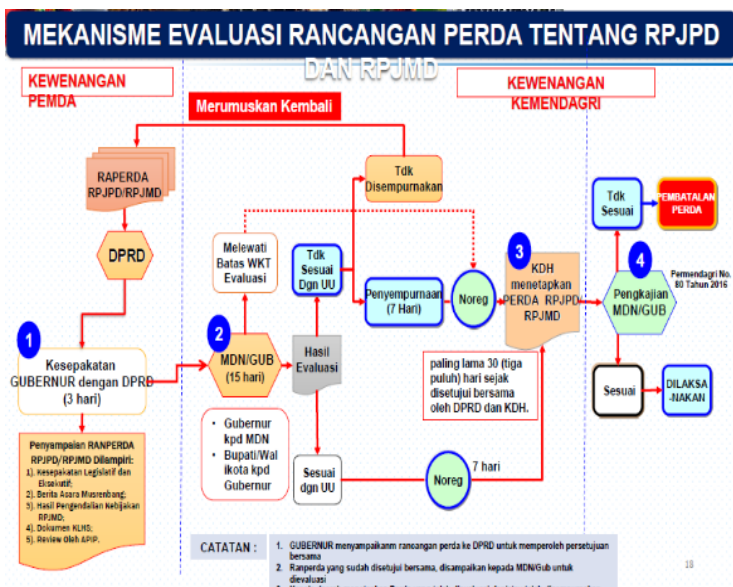 MEKANISME EVALUASI RANCANGAN PERDA TENTANG RPJPD
DAN RPJMD
KEWENANGAN
PEMDA
KEWENANGAN
KEMENDAGRI
Merumuskan Kembali
RAPERDA
RPJPD/RPJMD
DPRD
1
Kesepakatan
GUBERNUR dengan DPRD
(3 hari)
Penyampaian RANPERDA
RPJPD/RPJMD Dilampiri:
1). Kesepakatan Legislatif dan
Eksekutif;
2). Berita Acara Musrenbang;
3). Hasil Pengendalian Kebijakan
RPJMD;
4). Dokumen KLHS;
5). Review Oleh APIP.
Melewati
Batas WKT
Evaluasi
2
MDN/GUB
(15 hari)
• Gubernur
kpd MDN
• Bupati/Wal
ikota kpd
Gubernur
Tdk
Sesuai
Dgn UU
Hasil
Evaluasi
Sesuai
dgn UU
Tdk
Disempurnakan
Penyempurnaan
(7 Hari)
Noreg
3
KDH
menetapkan
PERDA RPJPD/
RPJMD
paling lama 30 (tiga
puluh) hari sejak
disetujui bersama
oleh DPRD dan KDH.
Noreg
7 hari
Tdk
Sesuai
PEMBATALAN
PERDA
4
Pengkajian
MDN/GUB
Permendagri No.
80 Tahun 2016
Sesuai
DILAKSA
-NAKAN
CATATAN :
1. GUBERNUR menyampaikanm rancangan perda ke DPRD untuk memperoleh persetujuan
bersama
2. Ranperda yang sudah disetujui bersama, disampaikan kepada MDN/Gub untuk
dievaluasi
18